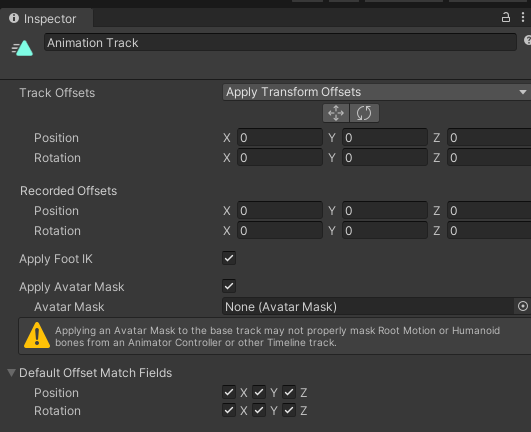 Inspector
Animation Track
Track Offsets Apply Transform Offsets
Position X 0 Y 0 Z 0
Rotation X 0 Y 0 Z 0
Recorded Offsets
Position X 0 Y 0 Z 0
Rotation X 0 Y 0 Z 0
Apply Foot IK
Apply Avatar Mask
Avatar Mask None (Avatar Mask)
Applying an Avatar Mask to the base track may not properly mask Root Motion or Humanoid
bones from an Animator Controller or other Timeline track.
Default Offset Match Fields
Position X Y Z
Rotation X Y Z